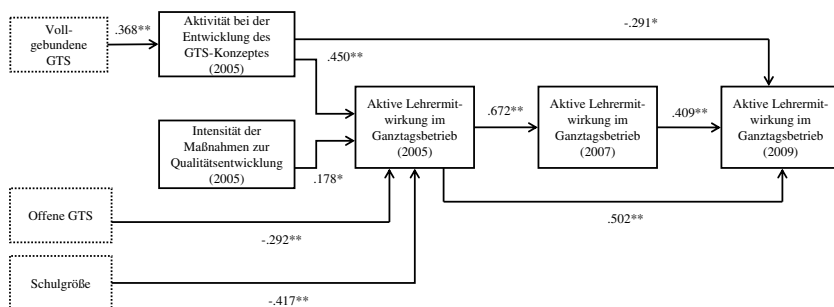 Voll-
gebundene
GTS
.368**
Aktivität bei der
Entwicklung des
GTS-Konzeptes
(2005)
-.291*
.450**
Intensität der
Maßnahmen zur
Qualitätsentwicklung
(2005)
.178*
Aktive Lehrermit-
wirkung im
Ganztagsbetrieb
(2005)
.672**
Aktive Lehrermit-
wirkung im
Ganztagsbetrieb
(2007)
.409**
Aktive Lehrermit-
wirkung im
Ganztagsbetrieb
(2009)
.502**
Offene GTS
-.292**
Schulgröße
-.417**